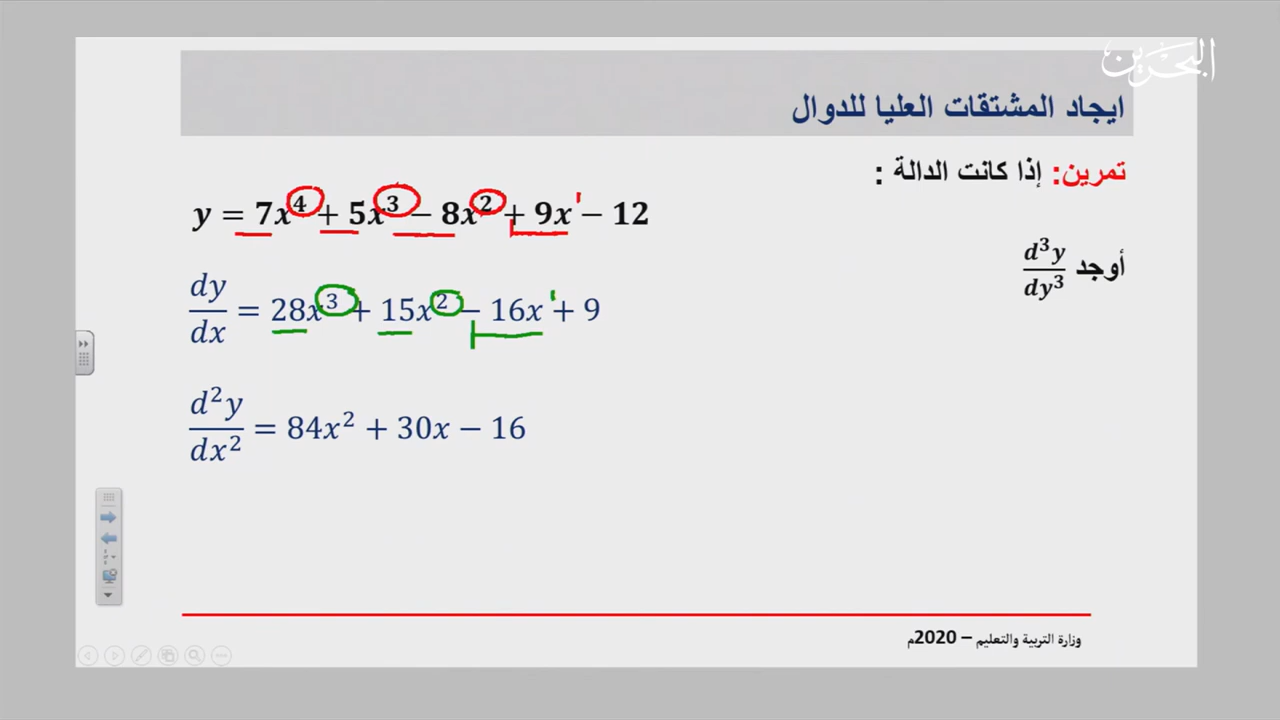 البحرين
ايجاد المشتقات العليا للدوال
تمرين: إذا كانت الدالة :
y = 7x⁴ + 5x³ − 8x² + 9x' − 12
أوجد d³y/dy³
dy/dx = 28x³ + 15x² − 16x' + 9
d²y/dx² = 84x² + 30x − 16
وزارة التربية والتعليم – 2020م